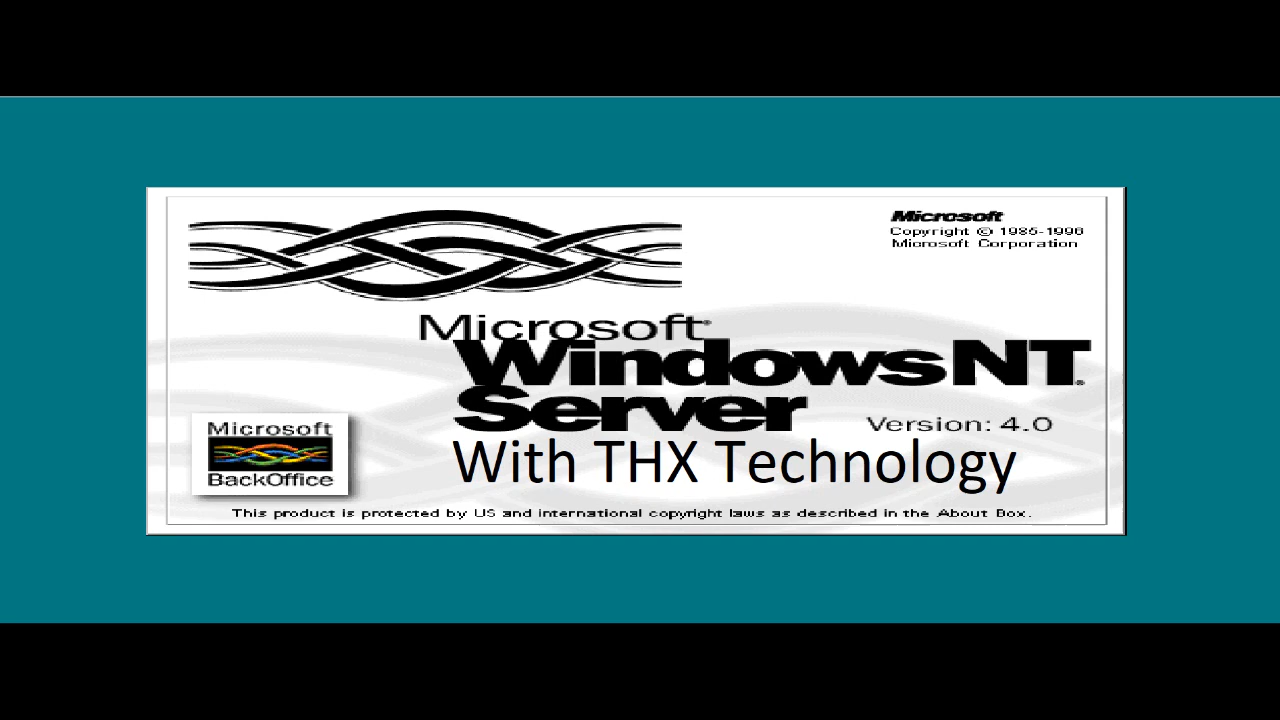 Microsoft
Copyright © 1985-1996
Microsoft Corporation
Microsoft®
Windows NT®
Server
Version: 4.0
With THX Technology
Microsoft
BackOffice
This product is protected by US and international copyright laws as described in the About Box.